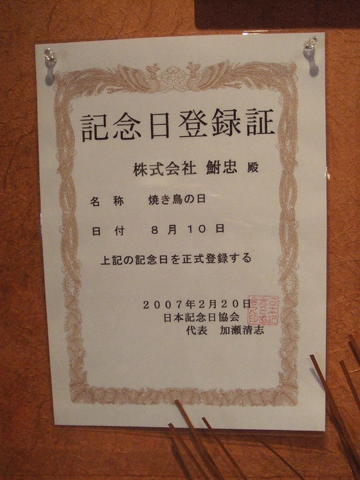 記念日登録証
株式会社 鮒忠 殿
名 称 焼き鳥の日
日 付 8月10日
上記の記念日を正式登録する
2007年2月20日
日本記念日協会
代表 加瀬清志